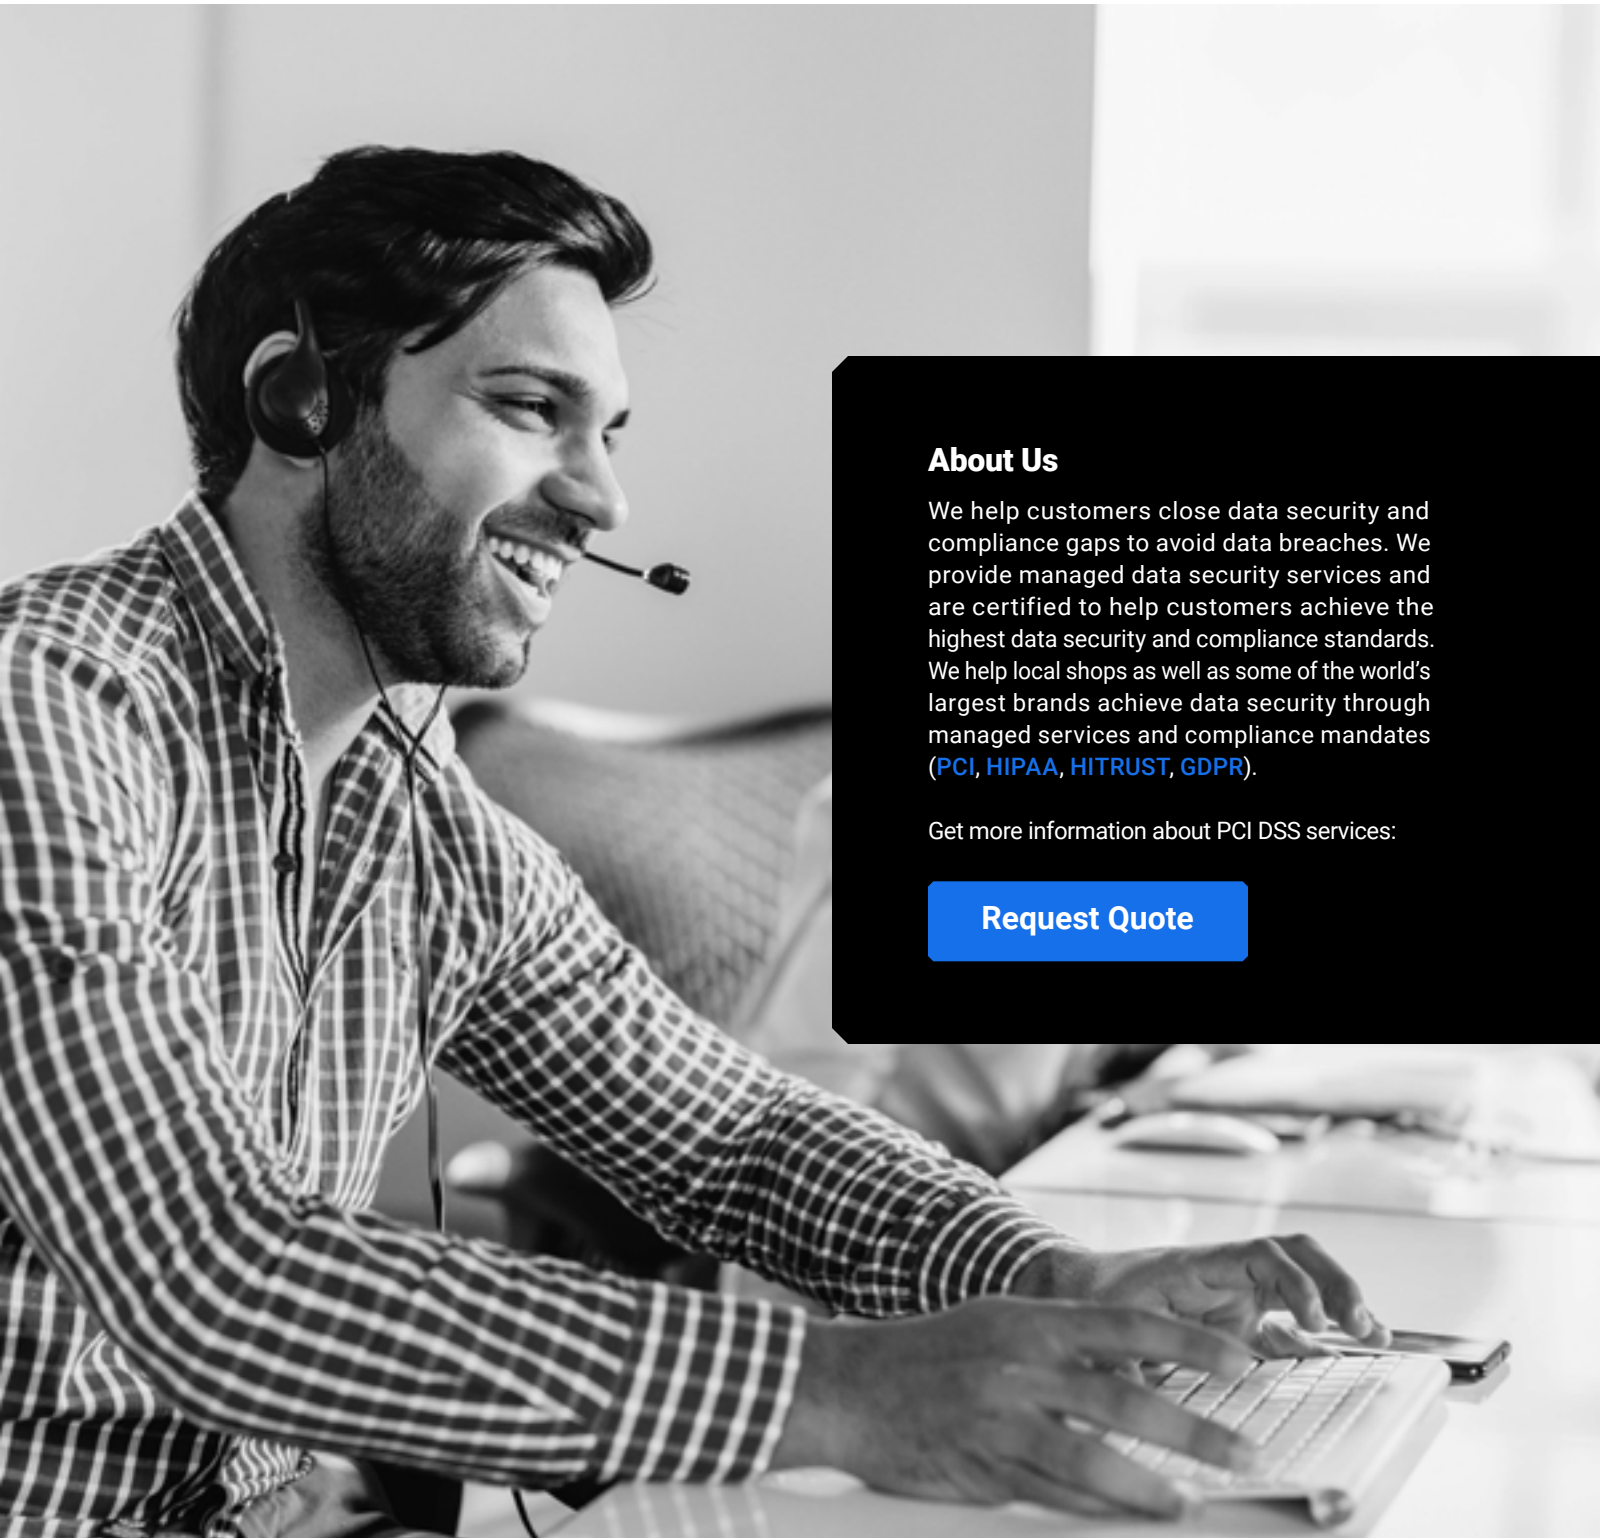 About Us
We help customers close data security and
compliance gaps to avoid data breaches. We
provide managed data security services and
are certified to help customers achieve the
highest data security and compliance standards.
We help local shops as well as some of the world’s
largest brands achieve data security through
managed services and compliance mandates
(PCI, HIPAA, HITRUST, GDPR).
Get more information about PCI DSS services:
Request Quote